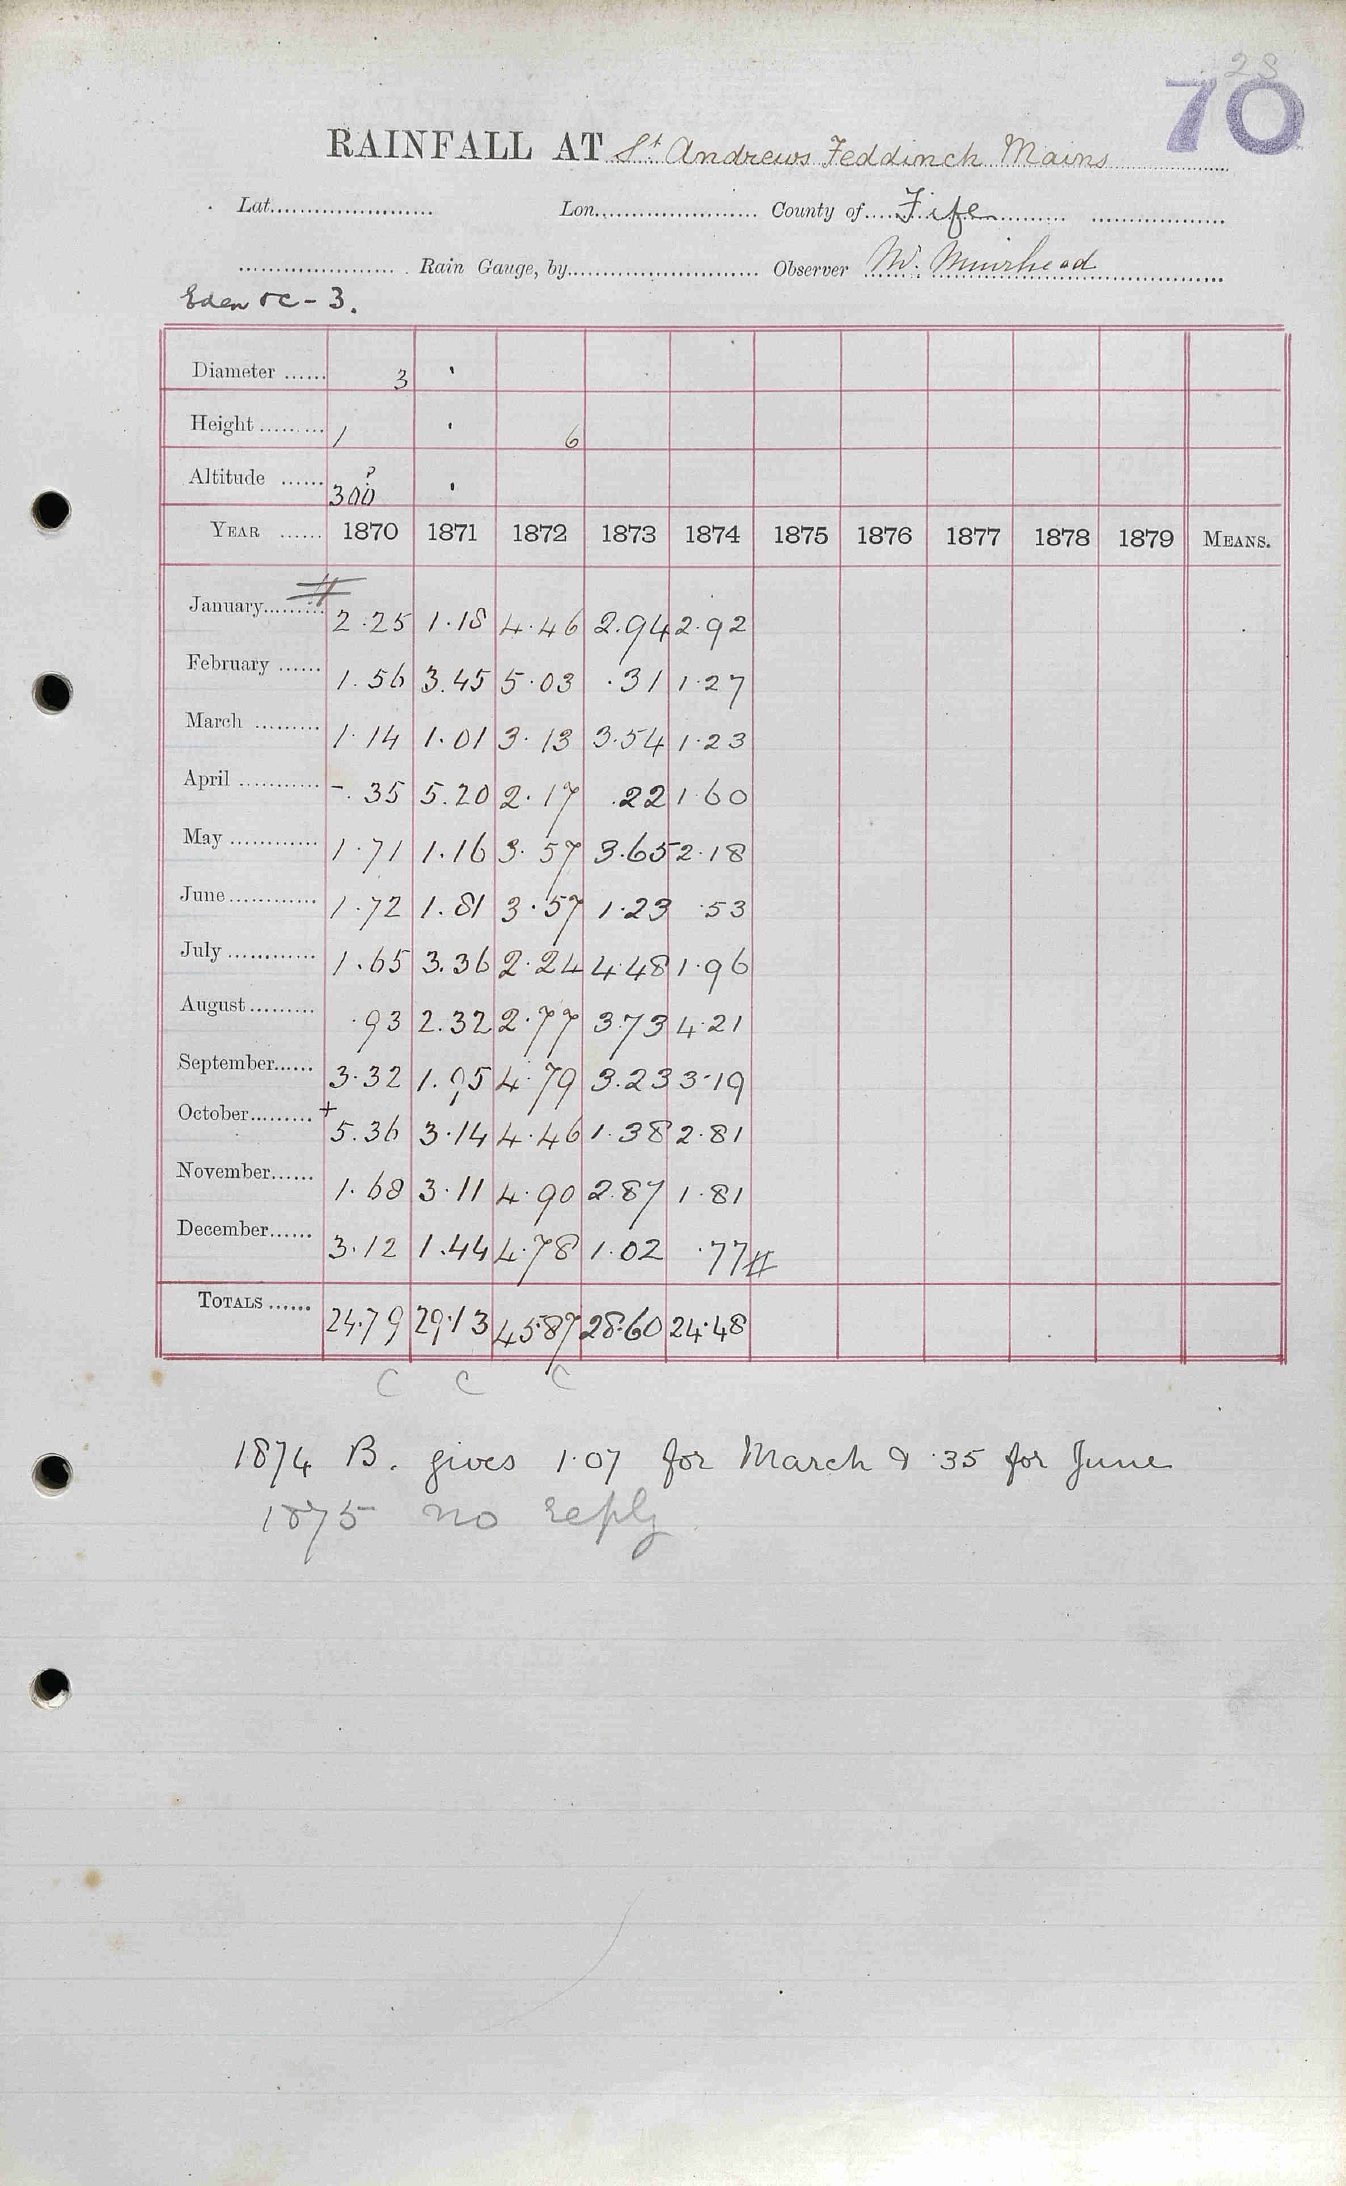 28
70
RAINFALL AT St Andrews Feddinch Mains
Lat. Lon. County of Fife
Rain Gauge, by Observer W. Muirhead
Eden &c - 3.
Diameter 3 '
Height 1 ' 6
Altitude 300 ? '
YEAR 1870 1871 1872 1873 1874 1875 1876 1877 1878 1879 MEANS.
January 2.25 1.18 4.46 2.94 2.92
February 1.56 3.45 5.03 .31 1.27
March 1.14 1.01 3.13 3.54 1.23
April -.35 5.20 2.17 .22 1.60
May 1.71 1.16 3.57 3.65 2.18
June 1.72 1.81 3.57 1.23 .53
July 1.65 3.36 2.24 4.48 1.96
August .93 2.32 2.77 3.73 4.21
September 3.32 1.95 4.79 3.23 3.19
October + 5.36 3.14 4.46 1.38 2.81
November 1.68 3.11 4.90 2.87 1.81
December 3.12 1.44 4.78 1.02 .77
TOTALS 24.79 29.13 45.87 28.60 24.48
C C C
1874 B. gives 1.07 for March & .35 for June
1875 no reply